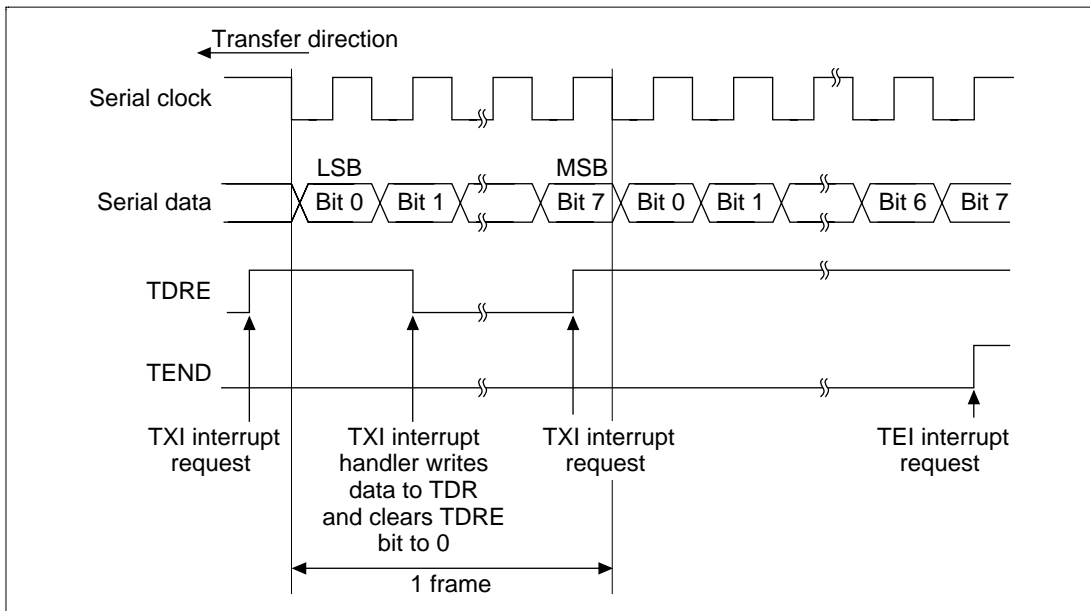 Transfer direction
Serial clock
LSB
MSB
Serial data
Bit 0
Bit 1
Bit 7
Bit 0
Bit 1
Bit 6
Bit 7
TDRE
TEND
TXI interrupt
request
TXI interrupt
handler writes
data to TDR
and clears TDRE
bit to 0
TXI interrupt
request
TEI interrupt
request
1 frame